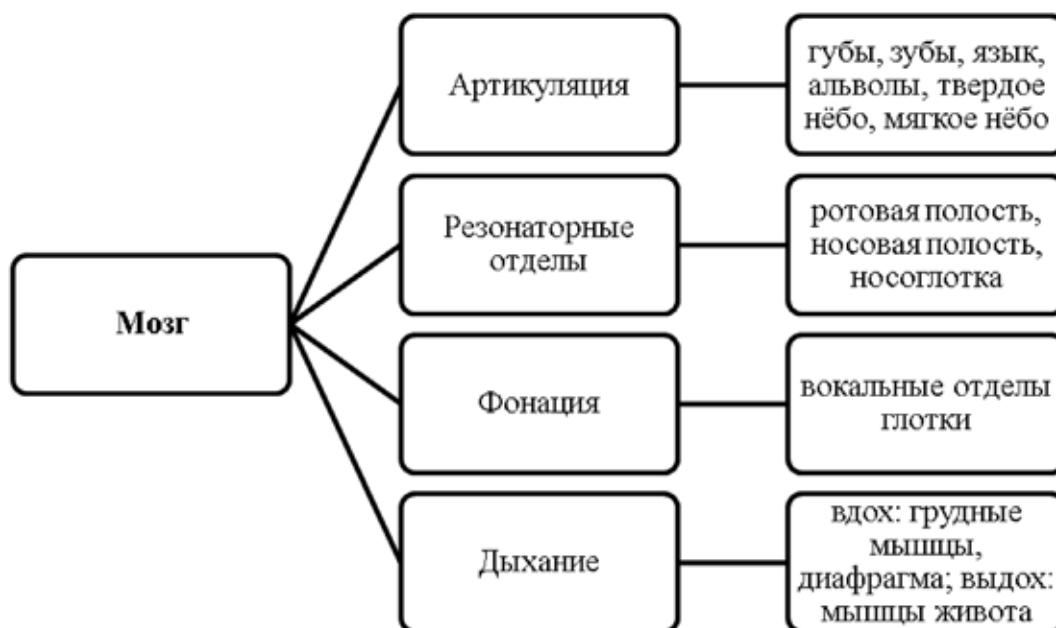 Мозг
Артикуляция
губы, зубы, язык,
альволы, твердое
нёбо, мягкое нёбо
Резонаторные
отделы
ротовая полость,
носовая полость,
носоглотка
Фонация
вокальные отделы
глотки
Дыхание
вдох: грудные
мышцы,
диафрагма; выдох:
мышцы живота